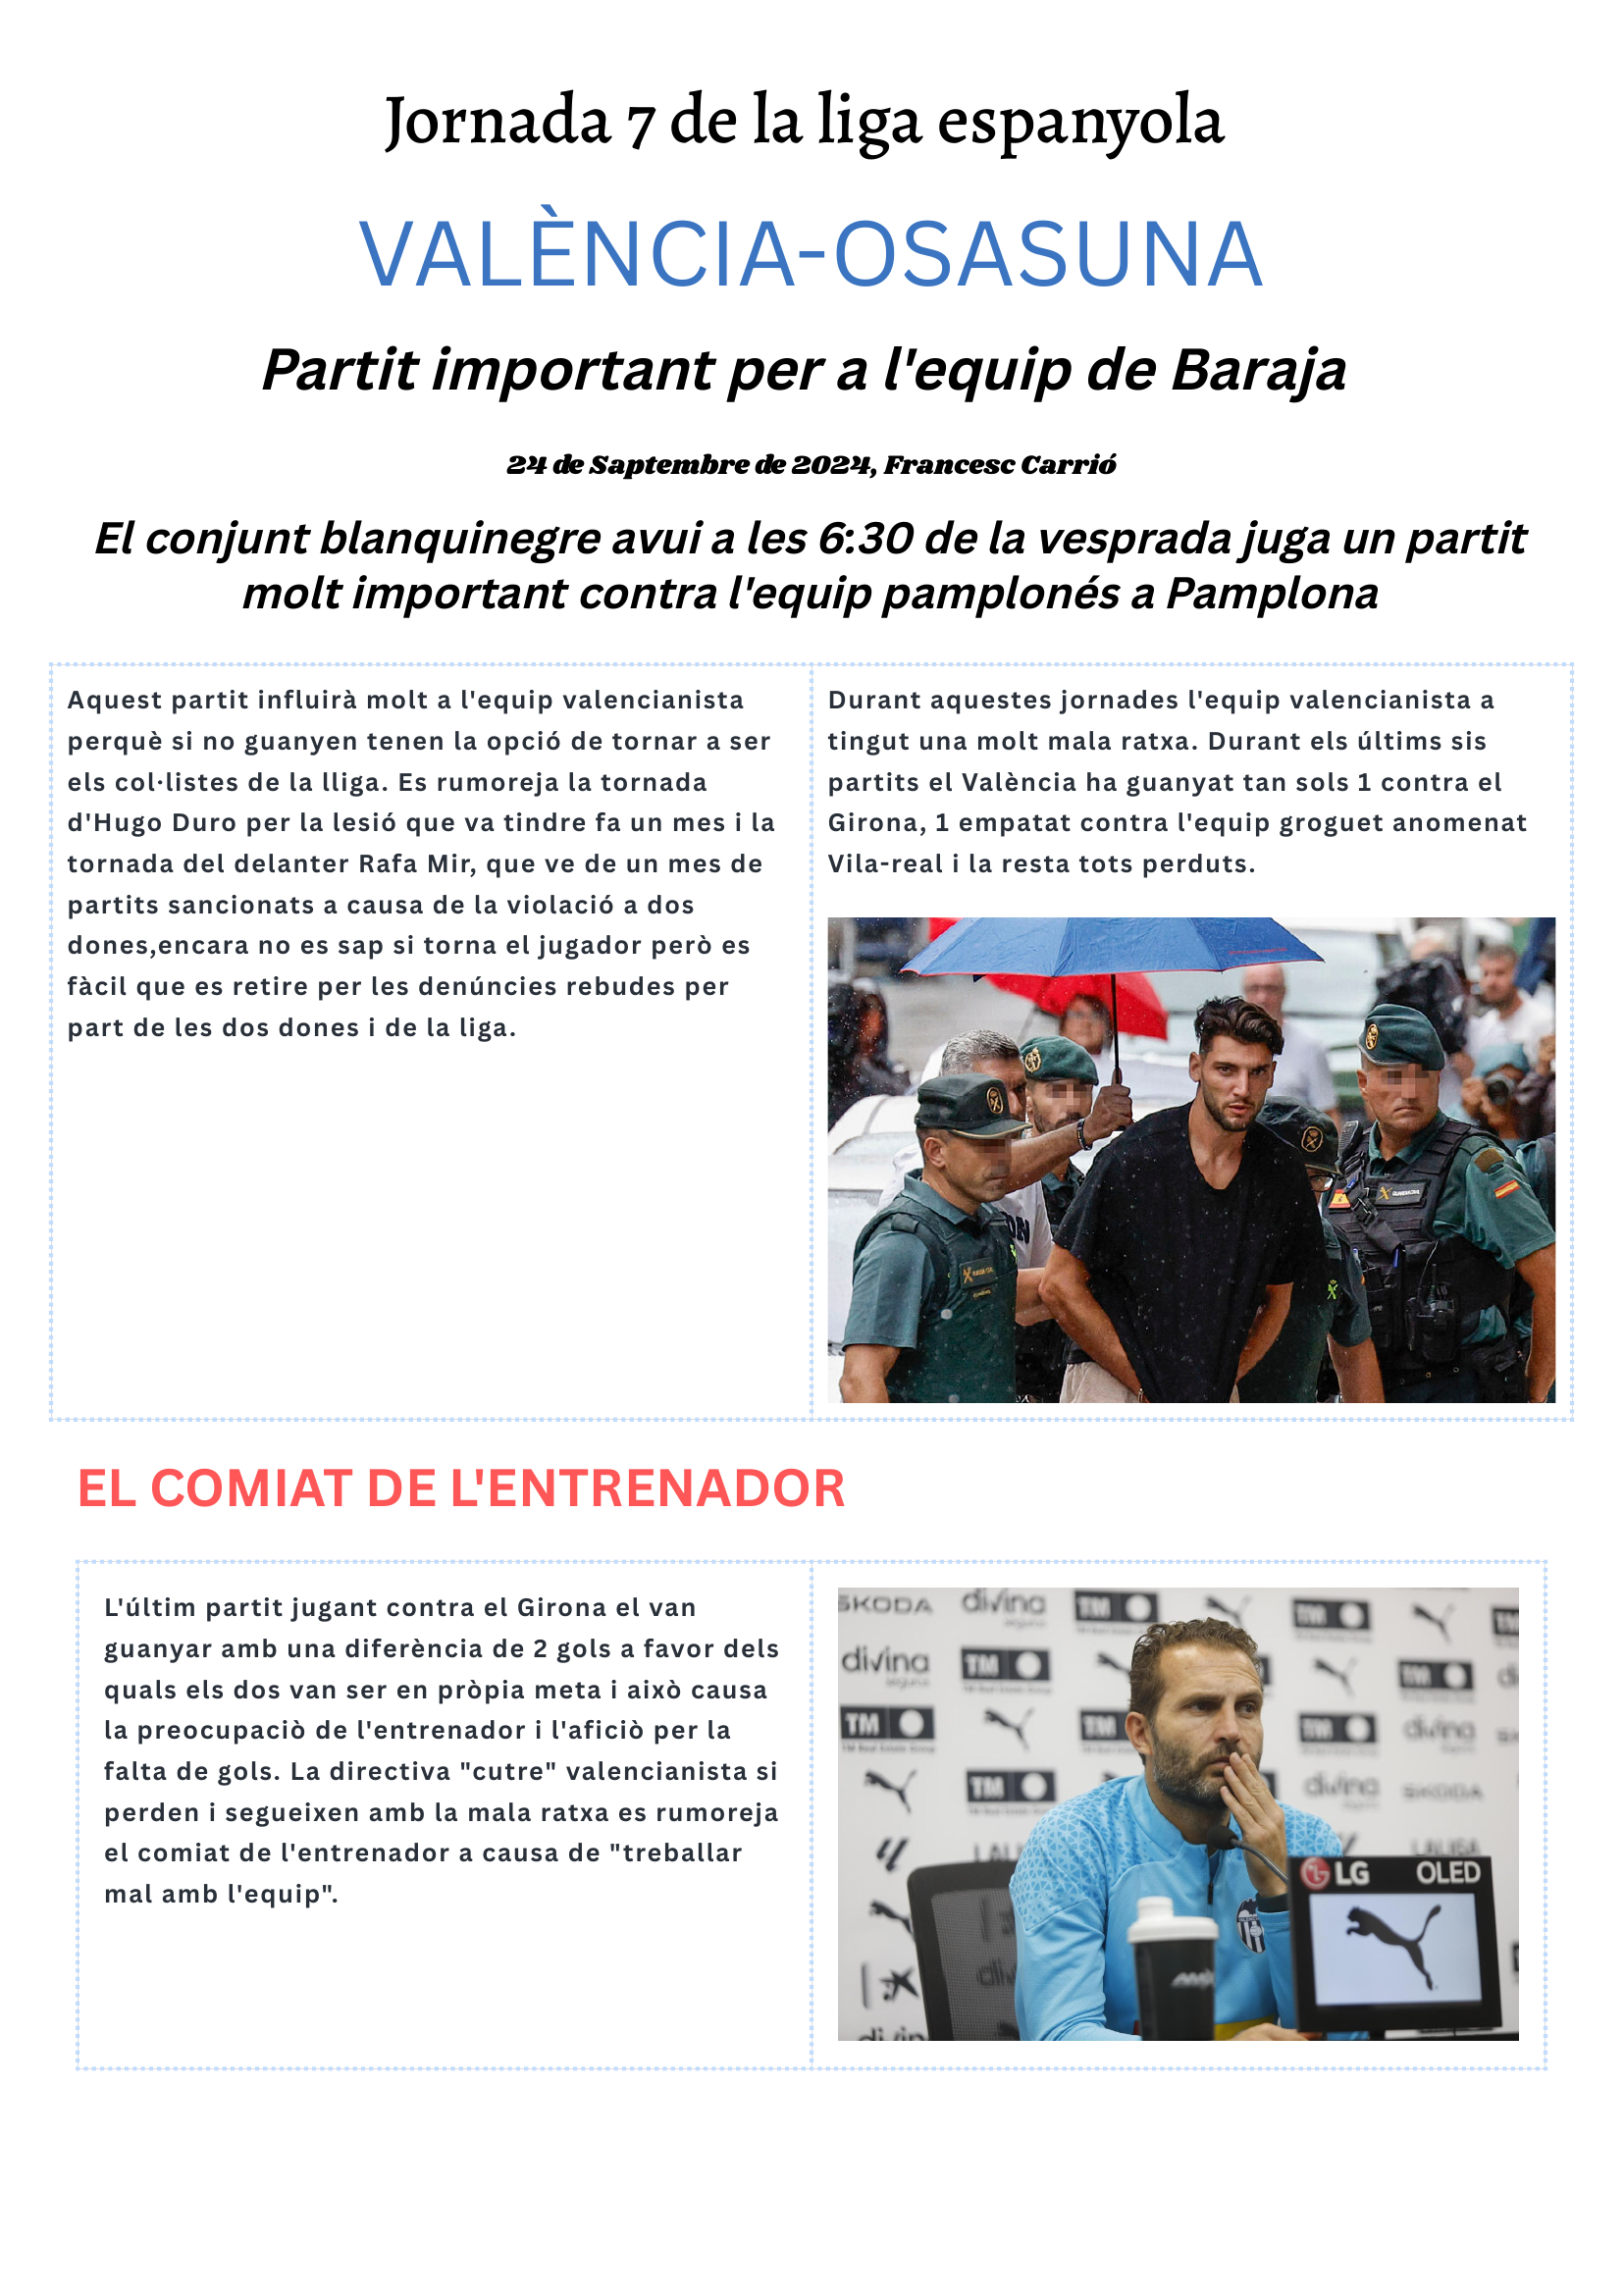 Jornada 7 de la liga espanyola
VALÈNCIA-OSASUNA
Partit important per a l'equip de Baraja
24 de Saptembre de 2024, Francesc Carrió
El conjunt blanquinegre avui a les 6:30 de la vesprada juga un partit
molt important contra l'equip pamplonés a Pamplona
Aquest partit influirà molt a l'equip valencianista
perquè si no guanyen tenen la opció de tornar a ser
els col·listes de la lliga. Es rumoreja la tornada
d'Hugo Duro per la lesió que va tindre fa un mes i la
tornada del delanter Rafa Mir, que ve de un mes de
partits sancionats a causa de la violació a dos
dones,encara no es sap si torna el jugador però es
fàcil que es retire per les denúncies rebudes per
part de les dos dones i de la liga.
Durant aquestes jornades l'equip valencianista a
tingut una molt mala ratxa. Durant els últims sis
partits el València ha guanyat tan sols 1 contra el
Girona, 1 empatat contra l'equip groguet anomenat
Vila-real i la resta tots perduts.
EL COMIAT DE L'ENTRENADOR
L'últim partit jugant contra el Girona el van
guanyar amb una diferència de 2 gols a favor dels
quals els dos van ser en pròpia meta i això causa
la preocupaciò de l'entrenador i l'aficiò per la
falta de gols. La directiva "cutre" valencianista si
perden i segueixen amb la mala ratxa es rumoreja
el comiat de l'entrenador a causa de "treballar
mal amb l'equip".
SKODA divina TM TM
divina TM TM
TM TM TM divina
TM divina SKODA
LALIGA
LG OLED